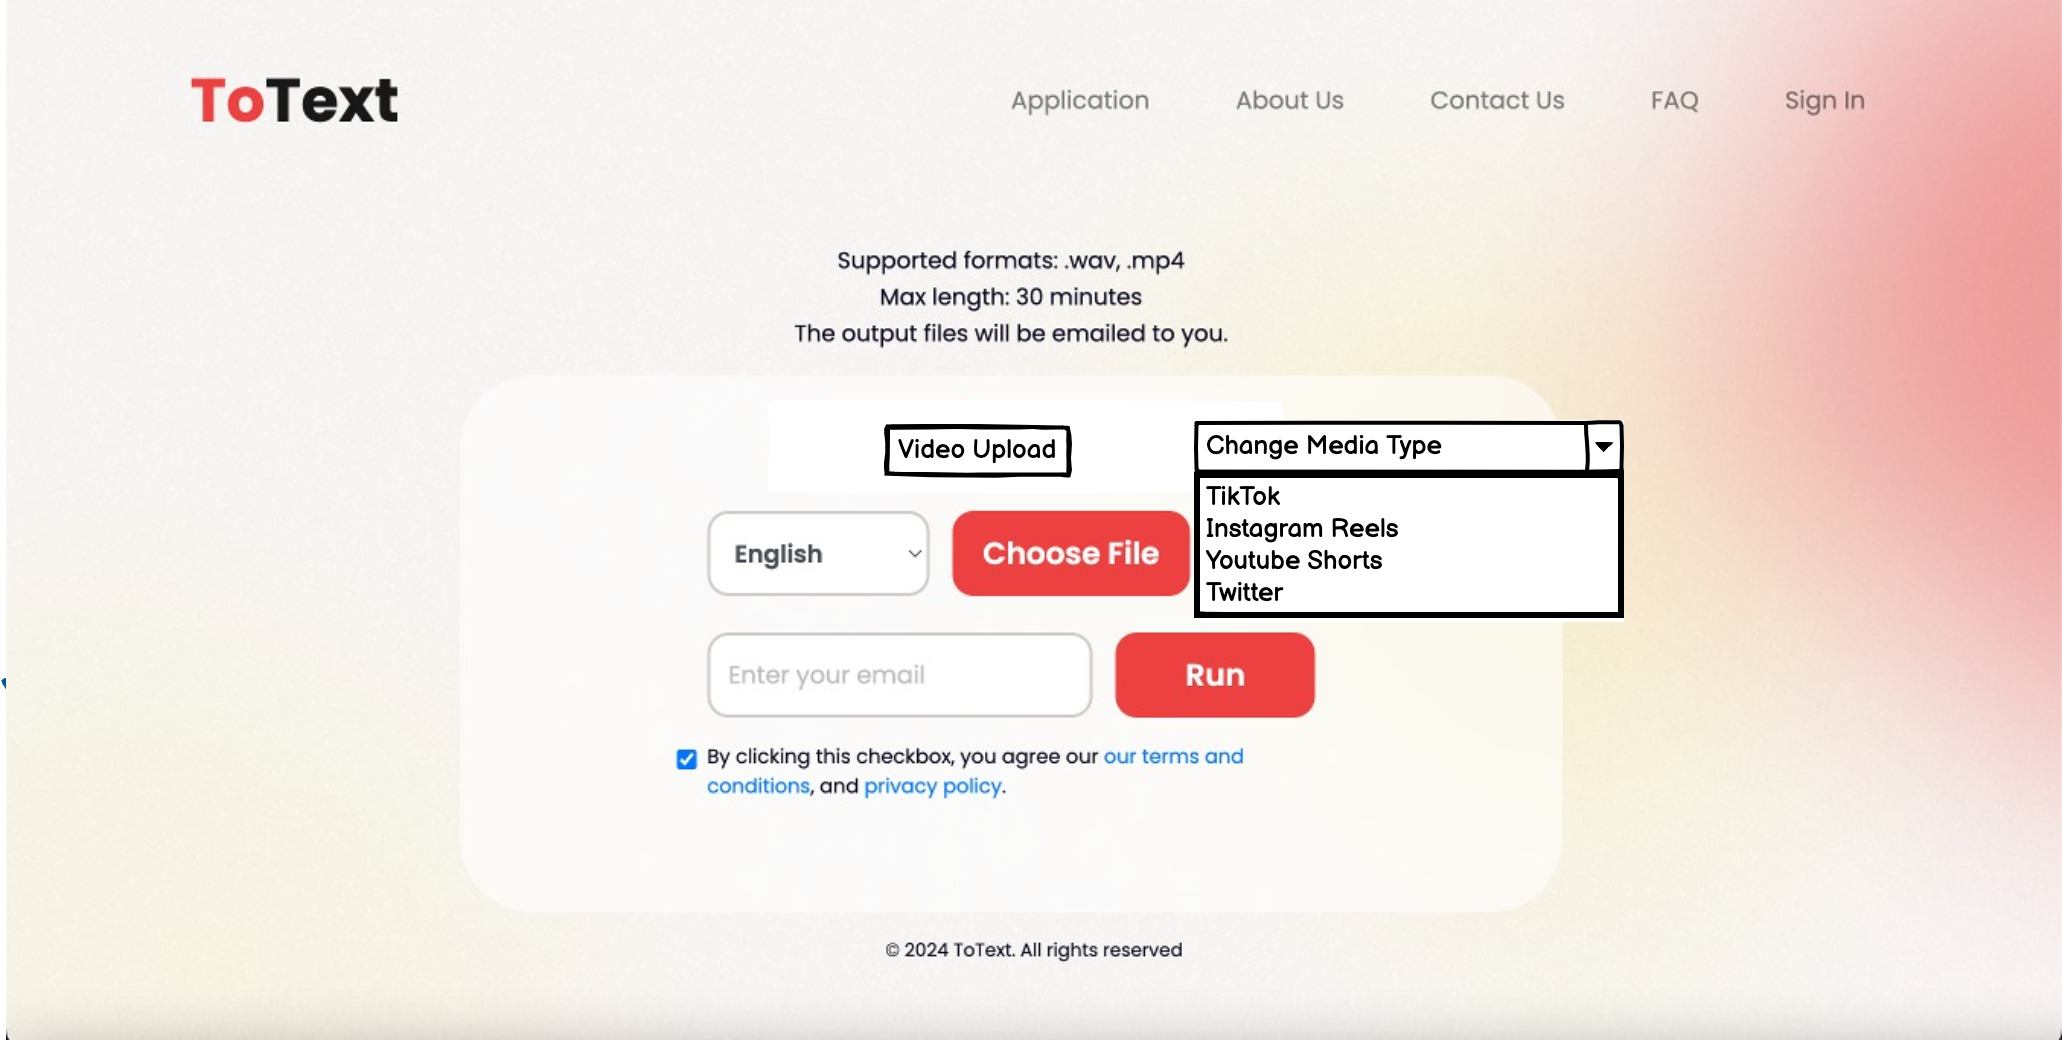 ToText
Application About Us Contact Us FAQ Sign In
Supported formats: .wav, .mp4
Max length: 30 minutes
The output files will be emailed to you.
Video Upload
Change Media Type
TikTok
Instagram Reels
Youtube Shorts
Twitter
English
Choose File
Enter your email
Run
By clicking this checkbox, you agree our our terms and
conditions, and privacy policy.
© 2024 ToText. All rights reserved